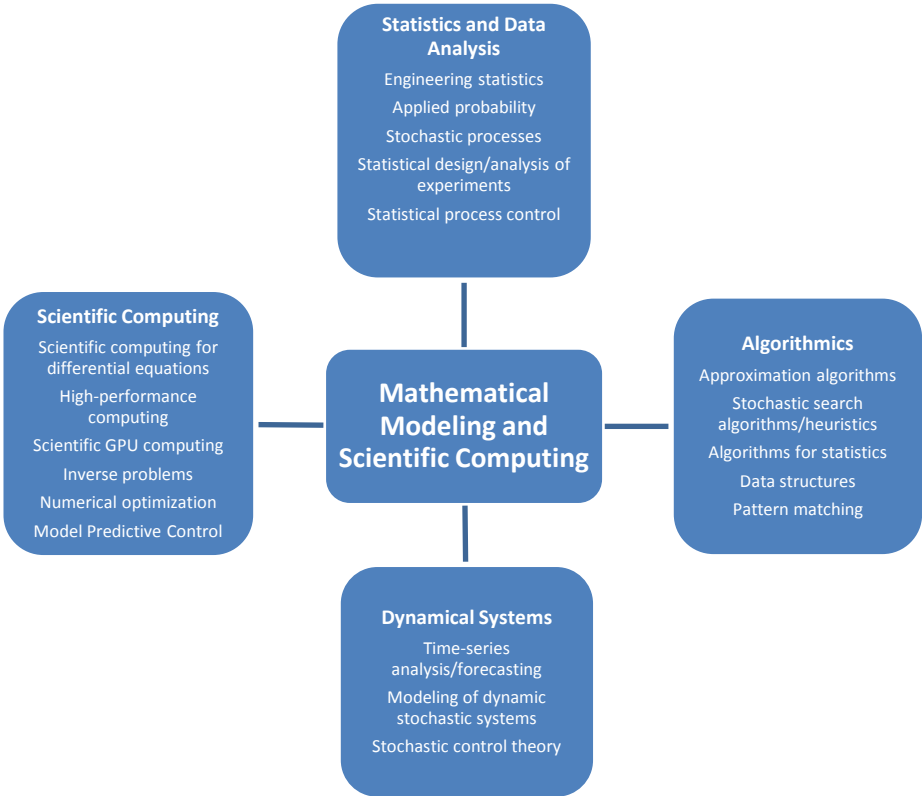 Statistics and Data
Analysis
Engineering statistics
Applied probability
Stochastic processes
Statistical design/analysis of
experiments
Statistical process control
Scientific Computing
Scientific computing for
differential equations
High-performance
computing
Scientific GPU computing
Inverse problems
Numerical optimization
Model Predictive Control
Mathematical
Modeling and
Scientific Computing
Algorithmics
Approximation algorithms
Stochastic search
algorithms/heuristics
Algorithms for statistics
Data structures
Pattern matching
Dynamical Systems
Time-series
analysis/forecasting
Modeling of dynamic
stochastic systems
Stochastic control theory